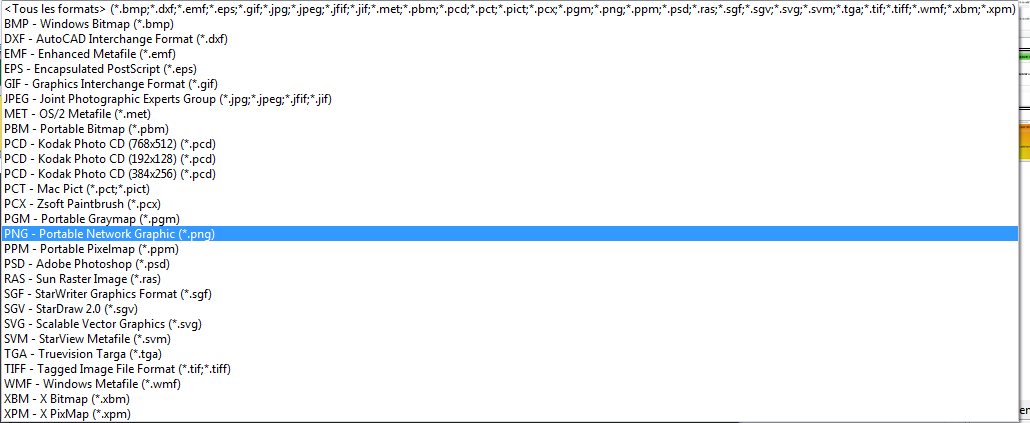 <Tous les formats> (*.bmp;*.dxf;*.emf;*.eps;*.gif;*.jpg;*.jpeg;*.jfif;*.jif;*.met;*.pbm;*.pcd;*.pct;*.pict;*.pcx;*.pgm;*.png;*.ppm;*.psd;*.ras;*.sgf;*.sgv;*.svg;*.svm;*.tga;*.tif;*.tiff;*.wmf;*.xbm;*.xpm)
BMP - Windows Bitmap (*.bmp)
DXF - AutoCAD Interchange Format (*.dxf)
EMF - Enhanced Metafile (*.emf)
EPS - Encapsulated PostScript (*.eps)
GIF - Graphics Interchange Format (*.gif)
JPEG - Joint Photographic Experts Group (*.jpg;*.jpeg;*.jfif;*.jif)
MET - OS/2 Metafile (*.met)
PBM - Portable Bitmap (*.pbm)
PCD - Kodak Photo CD (768x512) (*.pcd)
PCD - Kodak Photo CD (192x128) (*.pcd)
PCD - Kodak Photo CD (384x256) (*.pcd)
PCT - Mac Pict (*.pct;*.pict)
PCX - Zsoft Paintbrush (*.pcx)
PGM - Portable Graymap (*.pgm)
PNG - Portable Network Graphic (*.png)
PPM - Portable Pixelmap (*.ppm)
PSD - Adobe Photoshop (*.psd)
RAS - Sun Raster Image (*.ras)
SGF - StarWriter Graphics Format (*.sgf)
SGV - StarDraw 2.0 (*.sgv)
SVG - Scalable Vector Graphics (*.svg)
SVM - StarView Metafile (*.svm)
TGA - Truevision Targa (*.tga)
TIFF - Tagged Image File Format (*.tif;*.tiff)
WMF - Windows Metafile (*.wmf)
XBM - X Bitmap (*.xbm)
XPM - X PixMap (*.xpm)